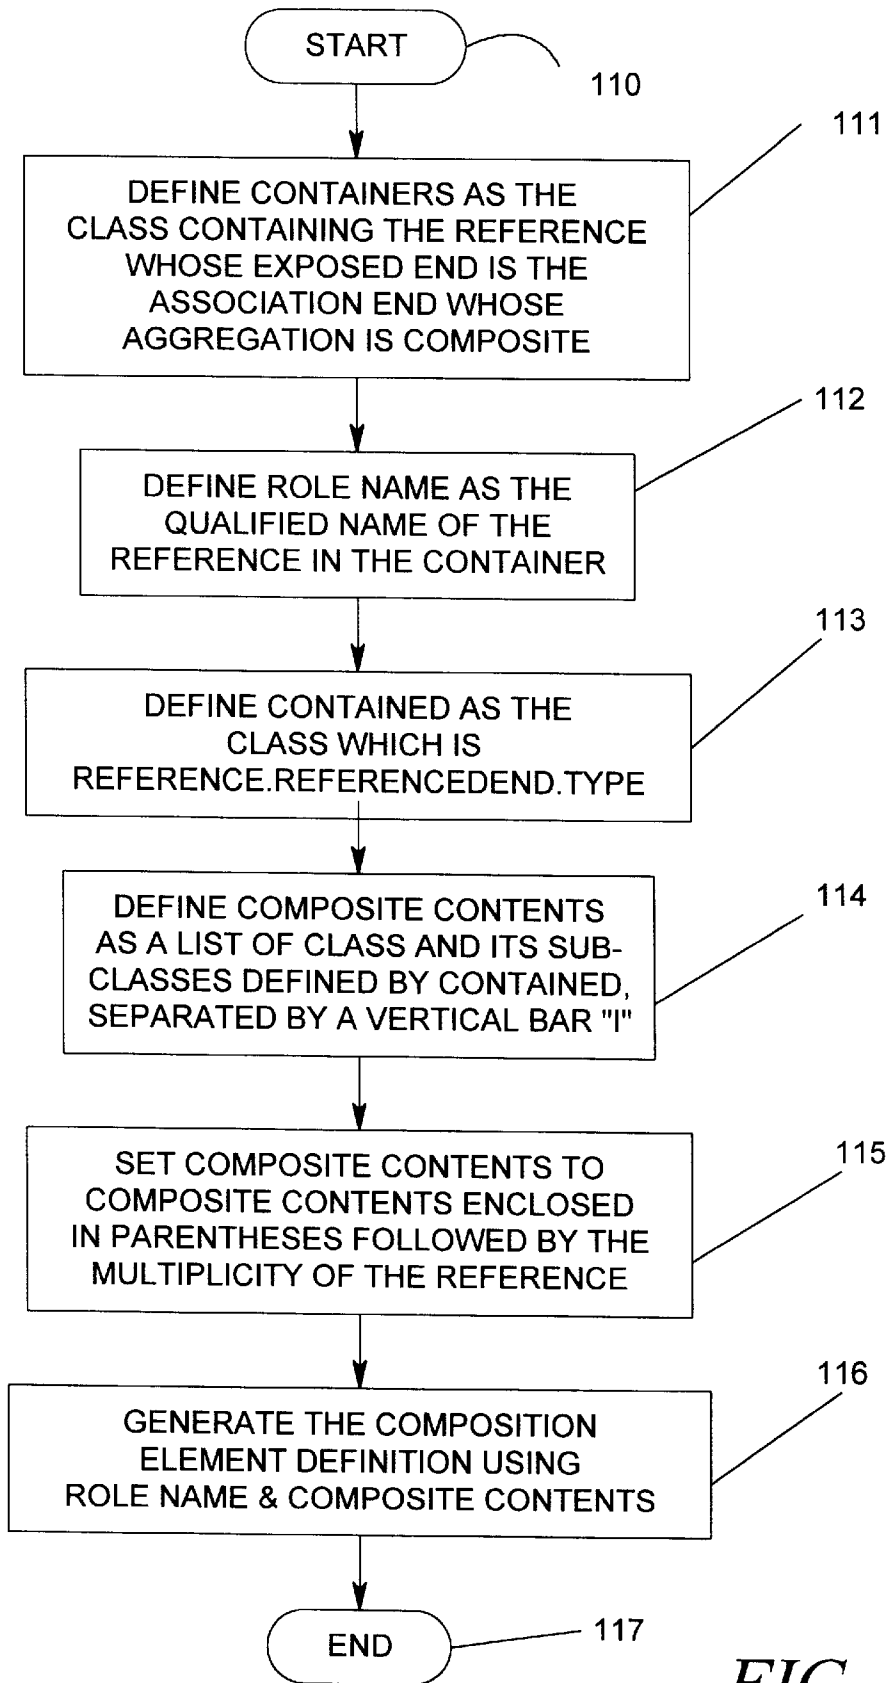 START
110
111
DEFINE CONTAINERS AS THE
CLASS CONTAINING THE REFERENCE
WHOSE EXPOSED END IS THE
ASSOCIATION END WHOSE
AGGREGATION IS COMPOSITE
112
DEFINE ROLE NAME AS THE
QUALIFIED NAME OF THE
REFERENCE IN THE CONTAINER
113
DEFINE CONTAINED AS THE
CLASS WHICH IS
REFERENCE.REFERENCEDEND.TYPE
114
DEFINE COMPOSITE CONTENTS
AS A LIST OF CLASS AND ITS SUB-
CLASSES DEFINED BY CONTAINED,
SEPARATED BY A VERTICAL BAR "I"
115
SET COMPOSITE CONTENTS TO
COMPOSITE CONTENTS ENCLOSED
IN PARENTHESES FOLLOWED BY THE
MULTIPLICITY OF THE REFERENCE
116
GENERATE THE COMPOSITION
ELEMENT DEFINITION USING
ROLE NAME & COMPOSITE CONTENTS
END
117
FIG